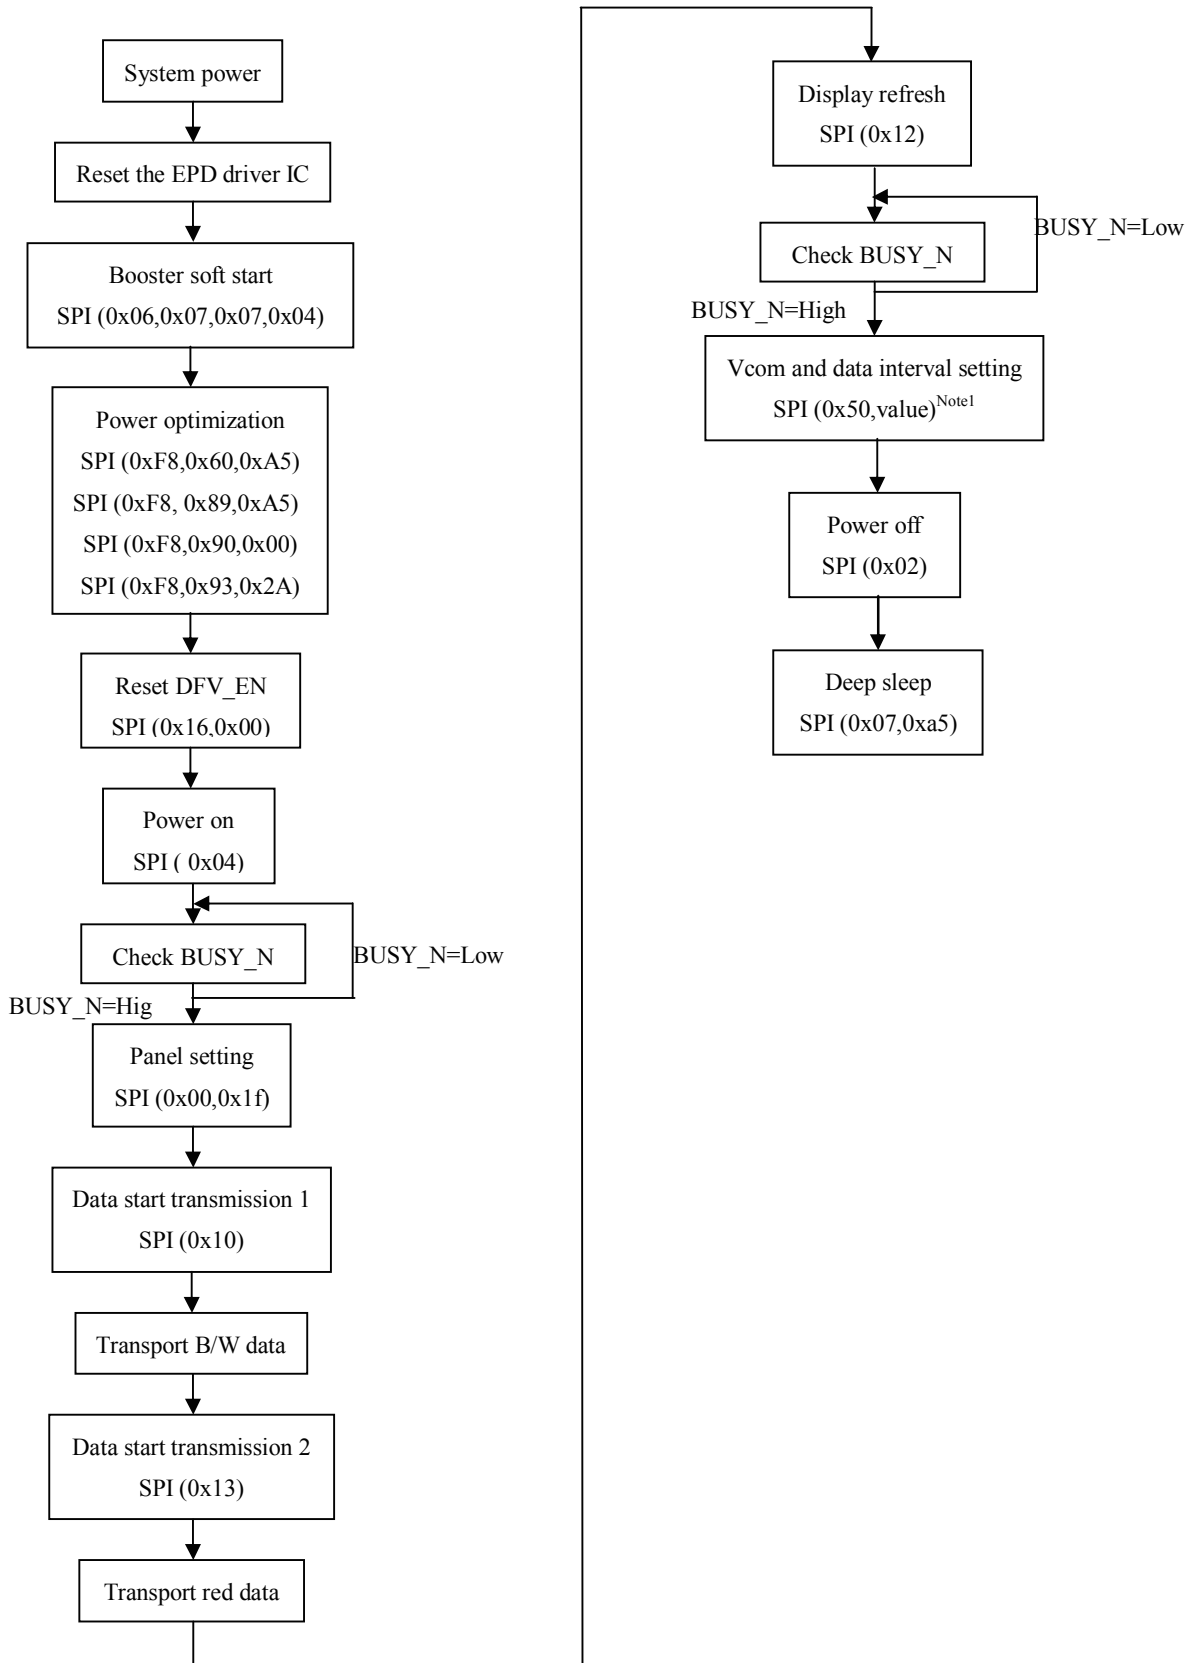 System power
Reset the EPD driver IC
Booster soft start
SPI (0x06,0x07,0x07,0x04)
Power optimization
SPI (0xF8,0x60,0xA5)
SPI (0xF8, 0x89,0xA5)
SPI (0xF8,0x90,0x00)
SPI (0xF8,0x93,0x2A)
Reset DFV_EN
SPI (0x16,0x00)
Power on
SPI ( 0x04)
Check BUSY_N
BUSY_N=Low
BUSY_N=Hig
Panel setting
SPI (0x00,0x1f)
Data start transmission 1
SPI (0x10)
Transport B/W data
Data start transmission 2
SPI (0x13)
Transport red data
Display refresh
SPI (0x12)
BUSY_N=Low
Check BUSY_N
BUSY_N=High
Vcom and data interval setting
SPI (0x50,value)Note1
Power off
SPI (0x02)
Deep sleep
SPI (0x07,0xa5)